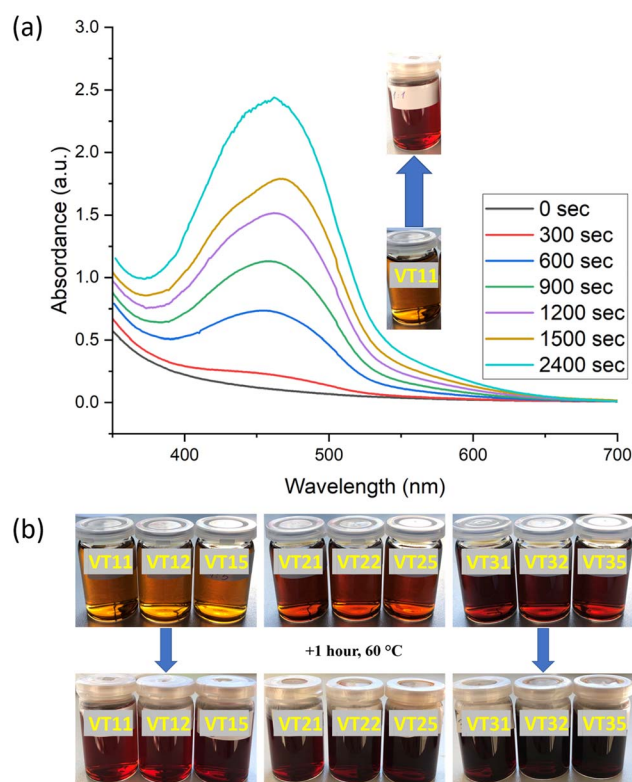 (a)
3.0
2.5
2.0
1.5
1.0
0.5
0.0
Absordance (a.u.)
400
500
600
700
Wavelength (nm)
VT11
0 sec
300 sec
600 sec
900 sec
1200 sec
1500 sec
2400 sec
(b)
VT11 VT12 VT15 VT21 VT22 VT25 VT31 VT32 VT35
+1 hour, 60 °C
VT11 VT12 VT15 VT21 VT22 VT25 VT31 VT32 VT35